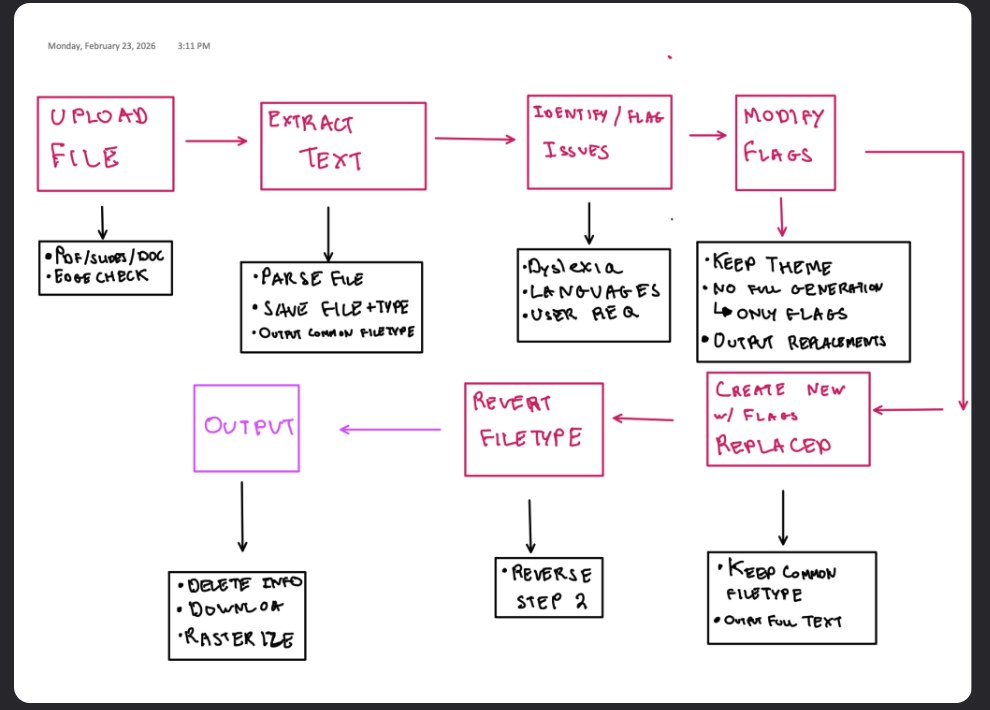 Monday, February 23, 2026 3:11 PM
UPLOAD
FILE
EXTRACT
TEXT
IDENTIFY / FLAG
ISSUES
MODIFY
FLAGS
• PDF/SLIDES/DOC
• EDGE CHECK
• PARSE FILE
• SAVE FILE + TYPE
• OUTPUT COMMON FILETYPE
• Dyslexia
• LANGUAGES
• USER REQ
• KEEP THEME
• NO FULL GENERATION
↳ ONLY FLAGS
• OUTPUT REPLACEMENTS
CREATE NEW
w/ FLAGS
REPLACED
REVERT
FILETYPE
OUTPUT
• KEEP COMMON
FILETYPE
• OUTPUT FULL TEXT
• REVERSE
STEP 2
• DELETE INFO
• DOWNLOA
• RASTERIZE